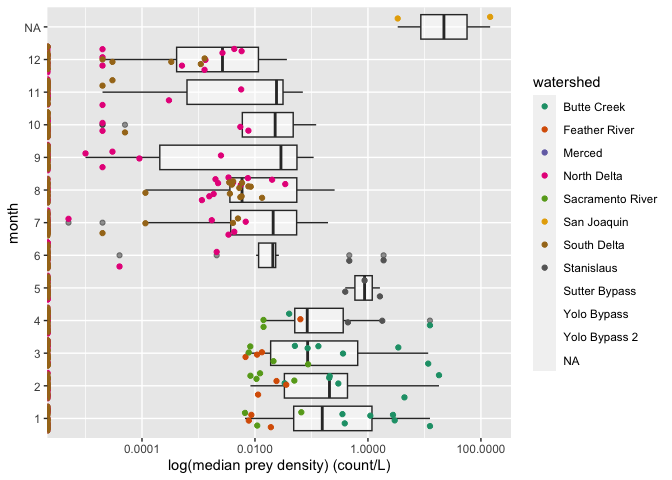 NA
12
11
10
9
8
7
6
5
4
3
2
1
month
0.0001
0.0100
1.0000
100.0000
log(median prey density) (count/L)
watershed
Butte Creek
Feather River
Merced
North Delta
Sacramento River
San Joaquin
South Delta
Stanislaus
Sutter Bypass
Yolo Bypass
Yolo Bypass 2
NA